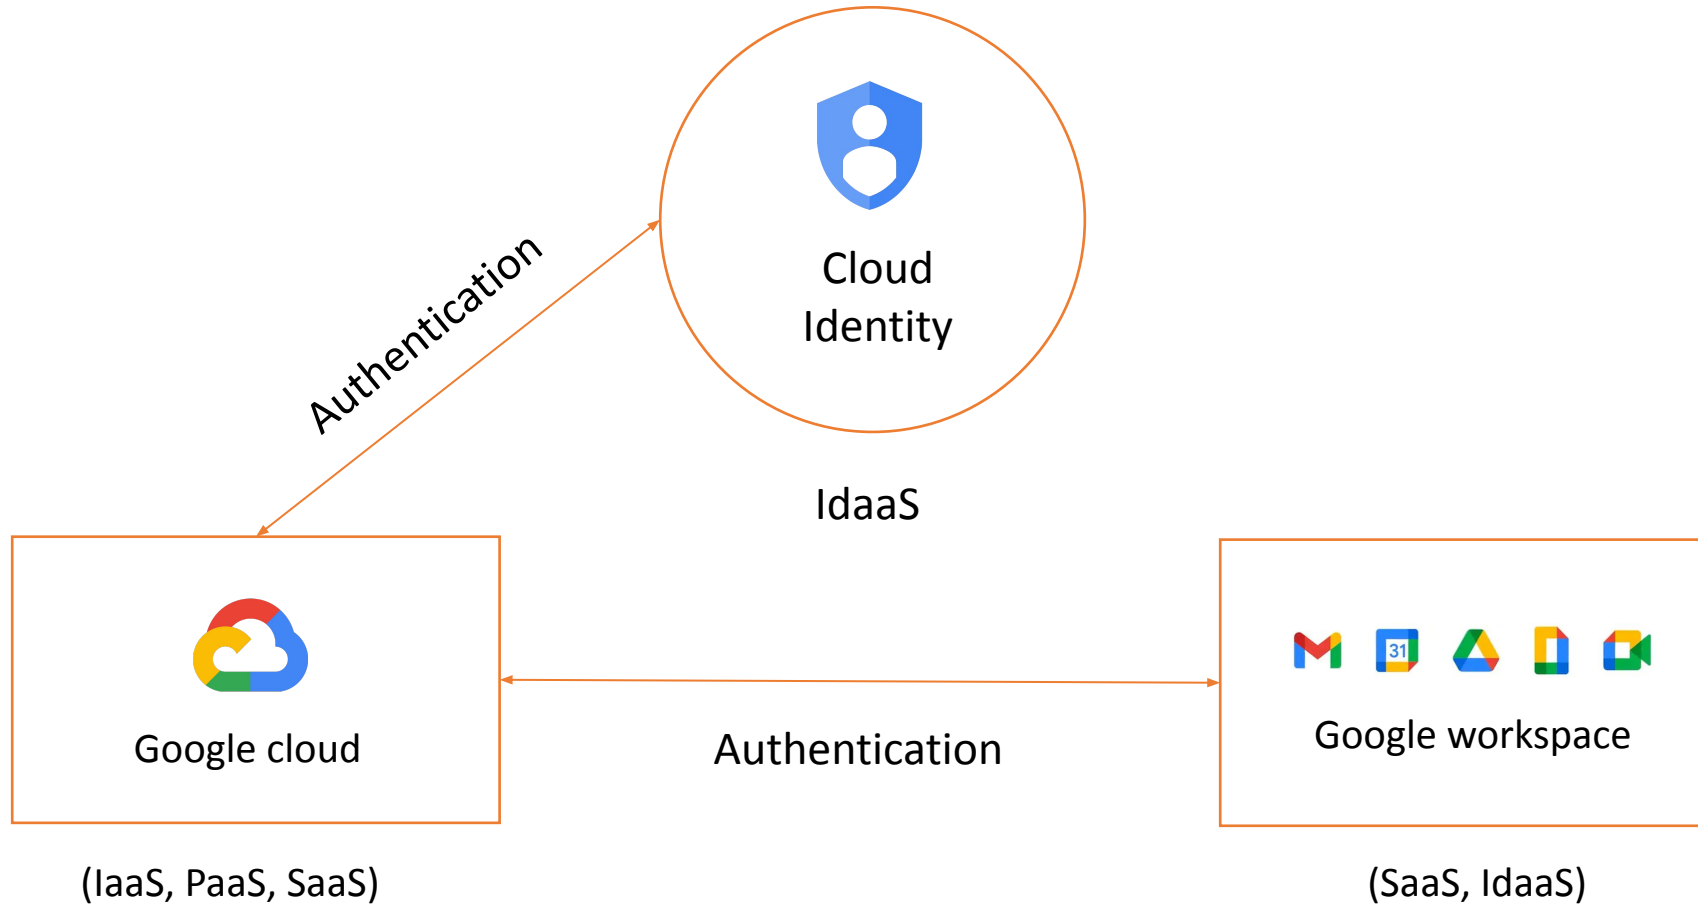 Cloud
Identity
Authentication
IdaaS
31
Google cloud
Authentication
Google workspace
(IaaS, PaaS, SaaS)
(SaaS, IdaaS)